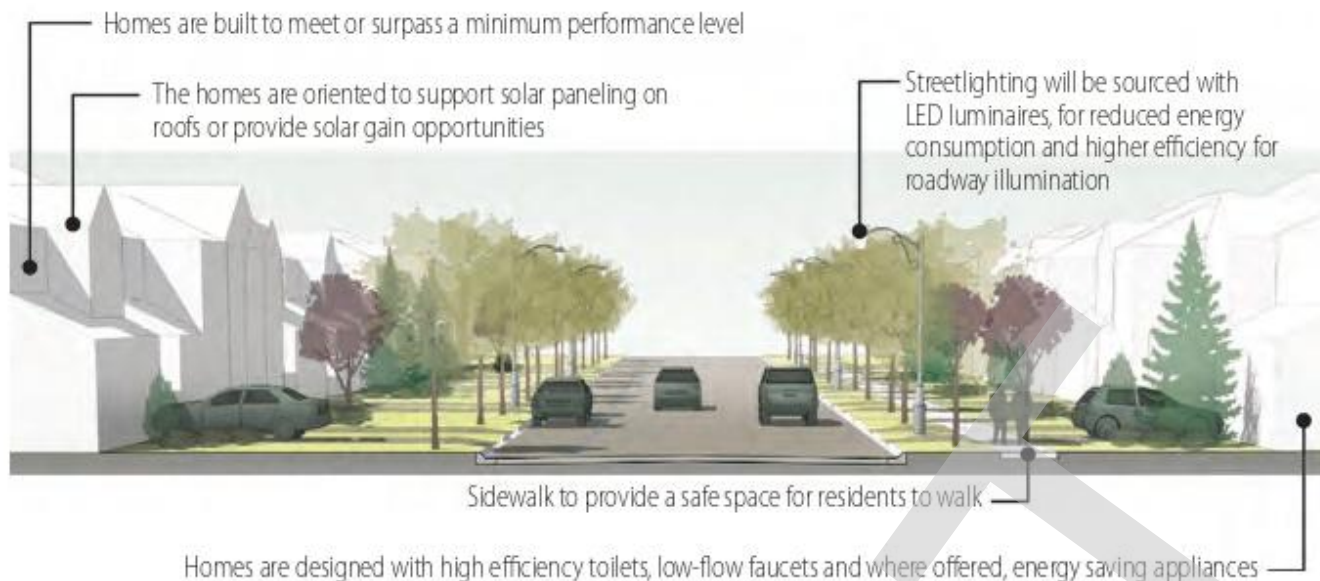 Homes are built to meet or surpass a minimum performance level
The homes are oriented to support solar paneling on
roofs or provide solar gain opportunities
Streetlighting will be sourced with
LED luminaires, for reduced energy
consumption and higher efficiency for
roadway illumination
Sidewalk to provide a safe space for residents to walk
Homes are designed with high efficiency toilets, low-flow faucets and where offered, energy saving appliances